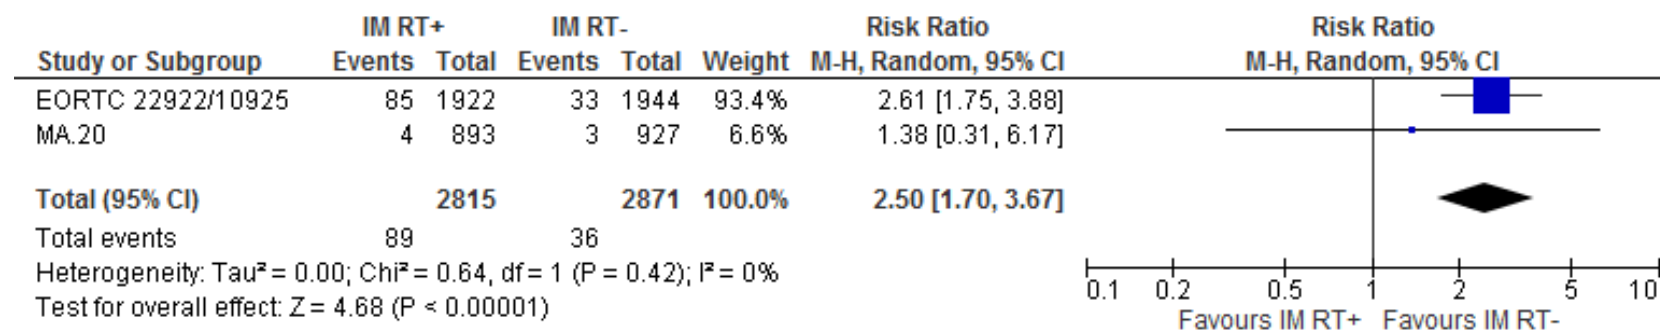 IM RT+ IM RT- Risk Ratio Risk Ratio
Study or Subgroup Events Total Events Total Weight M-H, Random, 95% CI M-H, Random, 95% CI
EORTC 22922/10925 85 1922 33 1944 93.4% 2.61 [1.75, 3.88]
MA.20 4 893 3 927 6.6% 1.38 [0.31, 6.17]
Total (95% CI) 2815 2871 100.0% 2.50 [1.70, 3.67]
Total events 89 36
Heterogeneity: Tau² = 0.00; Chi² = 0.64, df = 1 (P = 0.42); I² = 0%
Test for overall effect: Z = 4.68 (P < 0.00001)
0.1 0.2 0.5 1 2 5 10
Favours IM RT+ Favours IM RT-